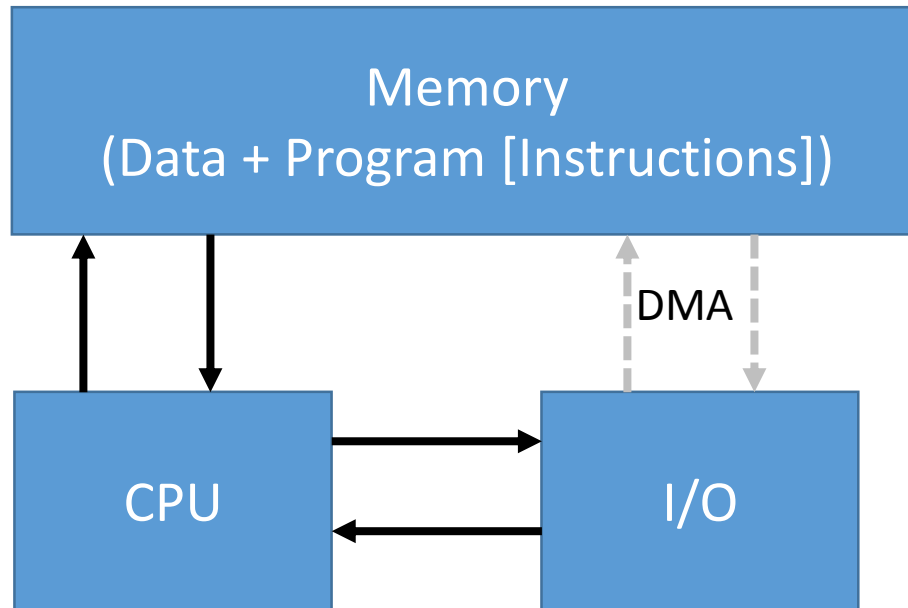 Memory
(Data + Program [Instructions])
DMA
CPU
I/O